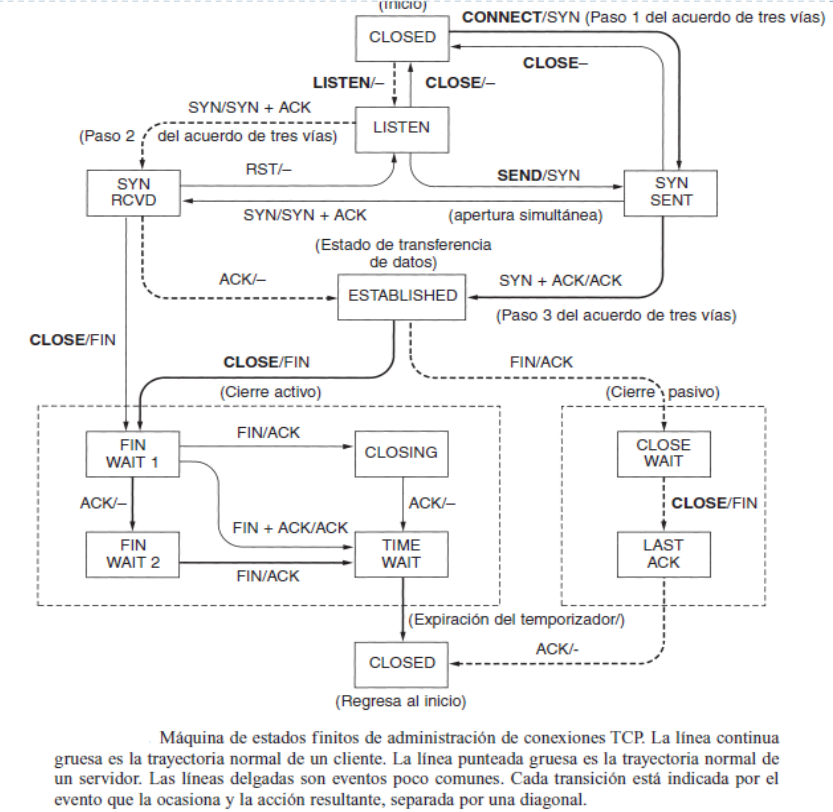 (Inicio)
CONNECT/SYN (Paso 1 del acuerdo de tres vías)
CLOSED
CLOSE–
LISTEN/–
CLOSE/–
SYN/SYN + ACK
LISTEN
(Paso 2 del acuerdo de tres vías)
RST/–
SEND/SYN
SYN
RCVD
SYN
SENT
SYN/SYN + ACK
(apertura simultánea)
(Estado de transferencia
de datos)
ACK/–
SYN + ACK/ACK
ESTABLISHED
(Paso 3 del acuerdo de tres vías)
CLOSE/FIN
CLOSE/FIN
FIN/ACK
(Cierre activo)
(Cierre pasivo)
FIN
WAIT 1
FIN/ACK
CLOSING
CLOSE
WAIT
ACK/–
ACK/–
CLOSE/FIN
FIN + ACK/ACK
FIN
WAIT 2
TIME
WAIT
LAST
ACK
FIN/ACK
(Expiración del temporizador/)
ACK/-
CLOSED
(Regresa al inicio)
Máquina de estados finitos de administración de conexiones TCP. La línea continua
gruesa es la trayectoria normal de un cliente. La línea punteada gruesa es la trayectoria normal de
un servidor. Las líneas delgadas son eventos poco comunes. Cada transición está indicada por el
evento que la ocasiona y la acción resultante, separada por una diagonal.